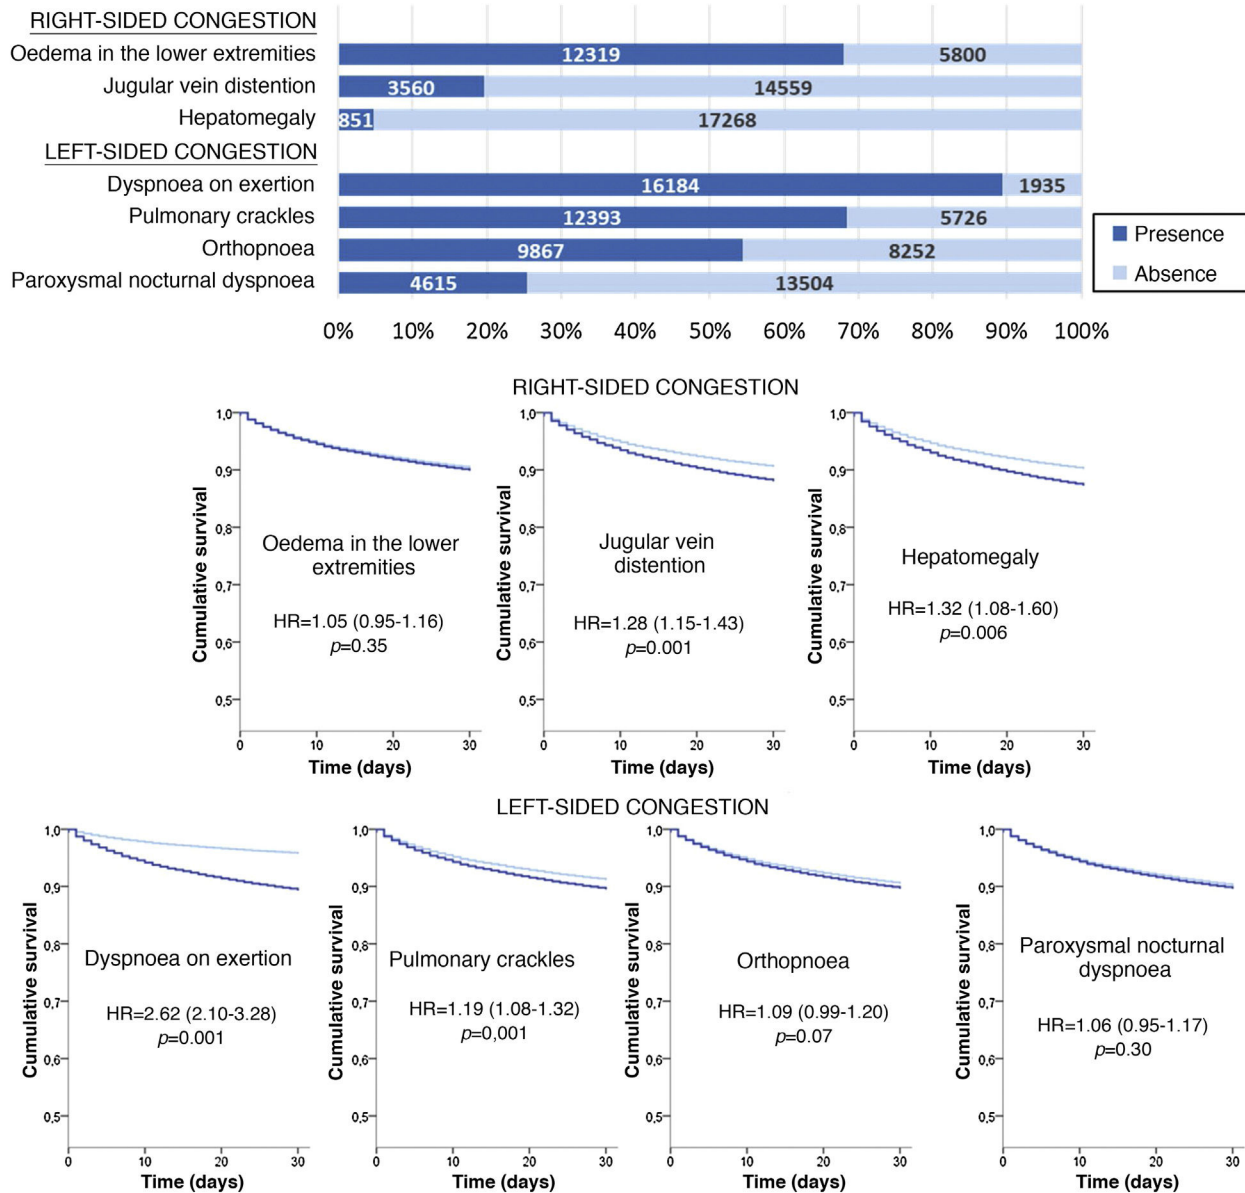 RIGHT-SIDED CONGESTION
Oedema in the lower extremities 12319 5800
Jugular vein distention 3560 14559
Hepatomegaly 851 17268
LEFT-SIDED CONGESTION
Dyspnoea on exertion 16184 1935
Pulmonary crackles 12393 5726
Orthopnoea 9867 8252
Paroxysmal nocturnal dyspnoea 4615 13504
0% 10% 20% 30% 40% 50% 60% 70% 80% 90% 100%
Presence
Absence
RIGHT-SIDED CONGESTION
Cumulative survival
1,0
0,9
0,8
0,7
0,6
0,5
Oedema in the lower
extremities
HR=1.05 (0.95-1.16)
p=0.35
0 10 20 30
Time (days)
Cumulative survival
1,0
0,9
0,8
0,7
0,6
0,5
Jugular vein
distention
HR=1.28 (1.15-1.43)
p=0.001
0 10 20 30
Time (days)
Cumulative survival
1,0
0,9
0,8
0,7
0,6
0,5
Hepatomegaly
HR=1.32 (1.08-1.60)
p=0.006
0 10 20 30
Time (days)
LEFT-SIDED CONGESTION
Cumulative survival
1,0
0,9
0,8
0,7
0,6
0,5
Dyspnoea on exertion
HR=2.62 (2.10-3.28)
p=0.001
0 10 20 30
Time (days)
Cumulative survival
1,0
0,9
0,8
0,7
0,6
0,5
Pulmonary crackles
HR=1.19 (1.08-1.32)
p=0,001
0 10 20 30
Time (days)
Cumulative survival
1,0
0,9
0,8
0,7
0,6
0,5
Orthopnoea
HR=1.09 (0.99-1.20)
p=0.07
0 10 20 30
Time (days)
Cumulative survival
1,0
0,9
0,8
0,7
0,6
0,5
Paroxysmal nocturnal
dyspnoea
HR=1.06 (0.95-1.17)
p=0.30
0 10 20 30
Time (days)